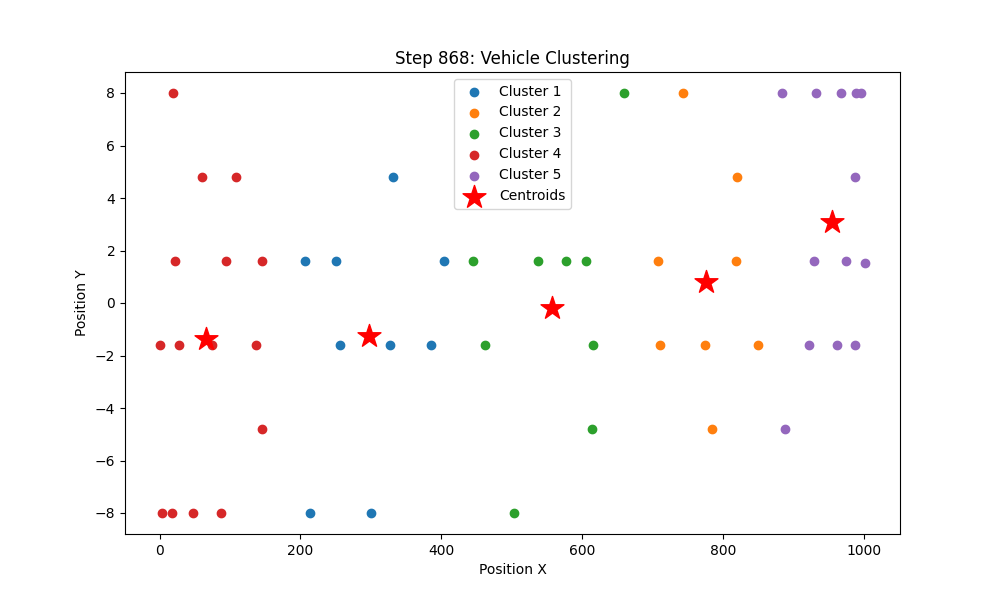 Step 868: Vehicle Clustering
Cluster 1
Cluster 2
Cluster 3
Cluster 4
Cluster 5
Centroids
Position Y
8
6
4
2
0
−2
−4
−6
−8
0 200 400 600 800 1000
Position X